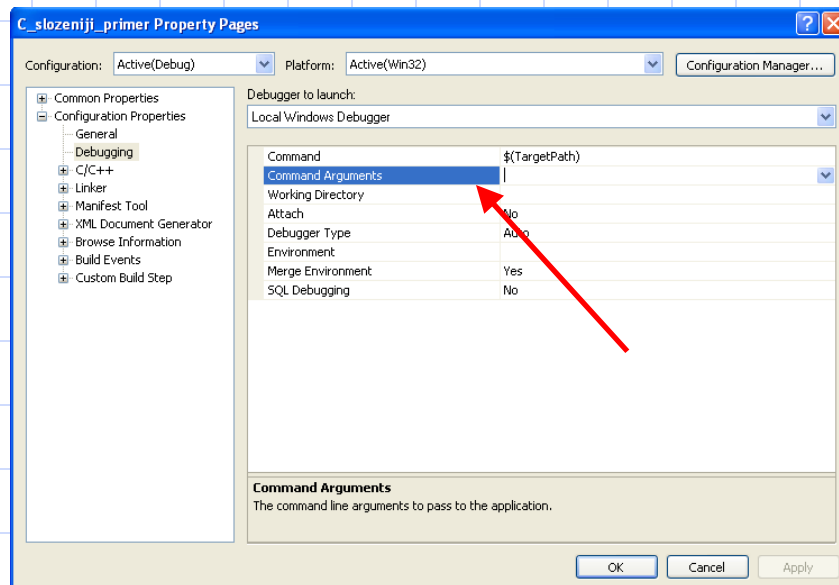 C_slozeniji_primer Property Pages
Configuration: Active(Debug) Platform: Active(Win32) Configuration Manager...
Common Properties
Configuration Properties
General
Debugging
C/C++
Linker
Manifest Tool
XML Document Generator
Browse Information
Build Events
Custom Build Step
Debugger to launch:
Local Windows Debugger
Command $(TargetPath)
Command Arguments
Working Directory
Attach No
Debugger Type Auto
Environment
Merge Environment Yes
SQL Debugging No
Command Arguments
The command line arguments to pass to the application.
OK Cancel Apply